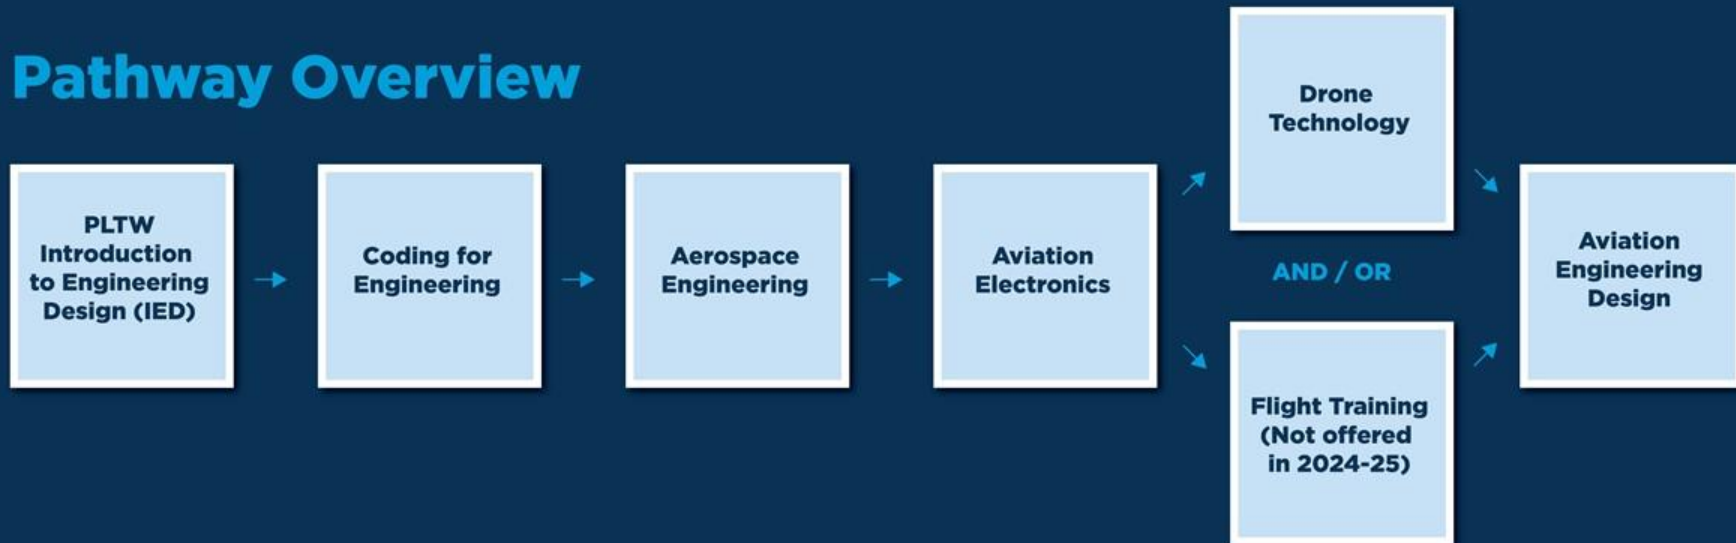 Pathway Overview
PLTW
Introduction
to Engineering
Design (IED)
Coding for
Engineering
Aerospace
Engineering
Aviation
Electronics
Drone
Technology
AND / OR
Flight Training
(Not offered
in 2024-25)
Aviation
Engineering
Design